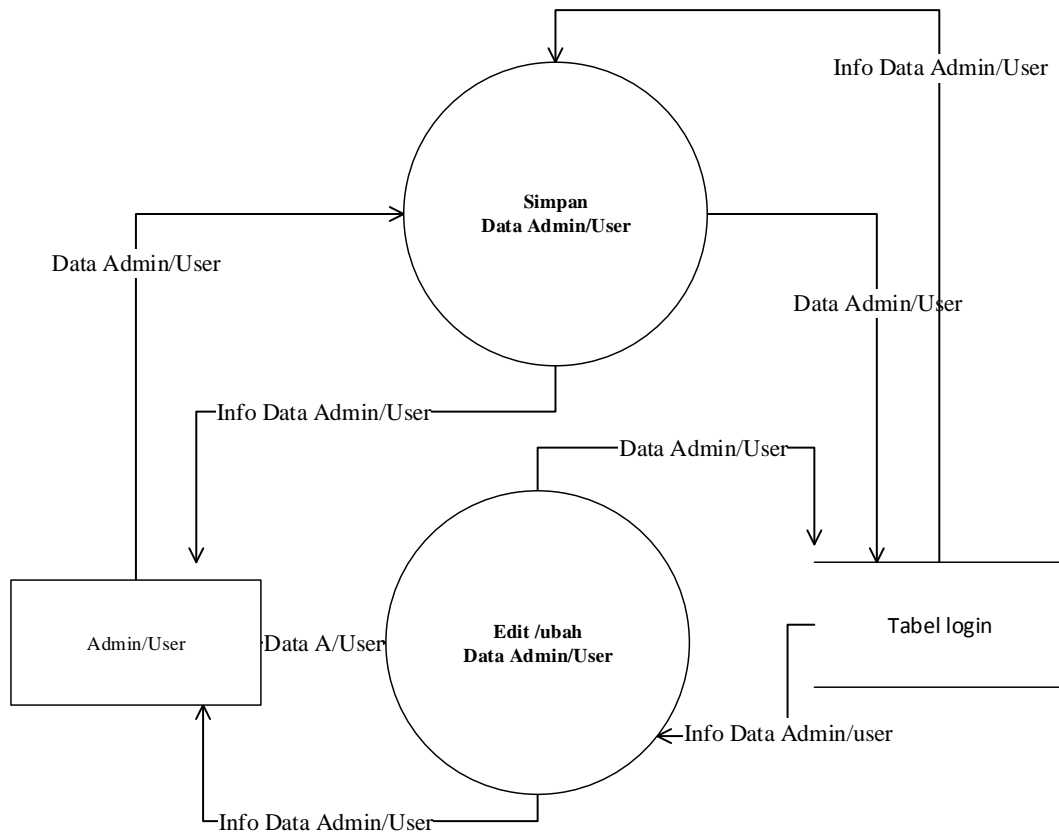 Info Data Admin/User
Simpan
Data Admin/User
Data Admin/User
Data Admin/User
Info Data Admin/User
Data Admin/User
Admin/User
Data A/User
Edit /ubah
Data Admin/User
Tabel login
Info Data Admin/user
Info Data Admin/User